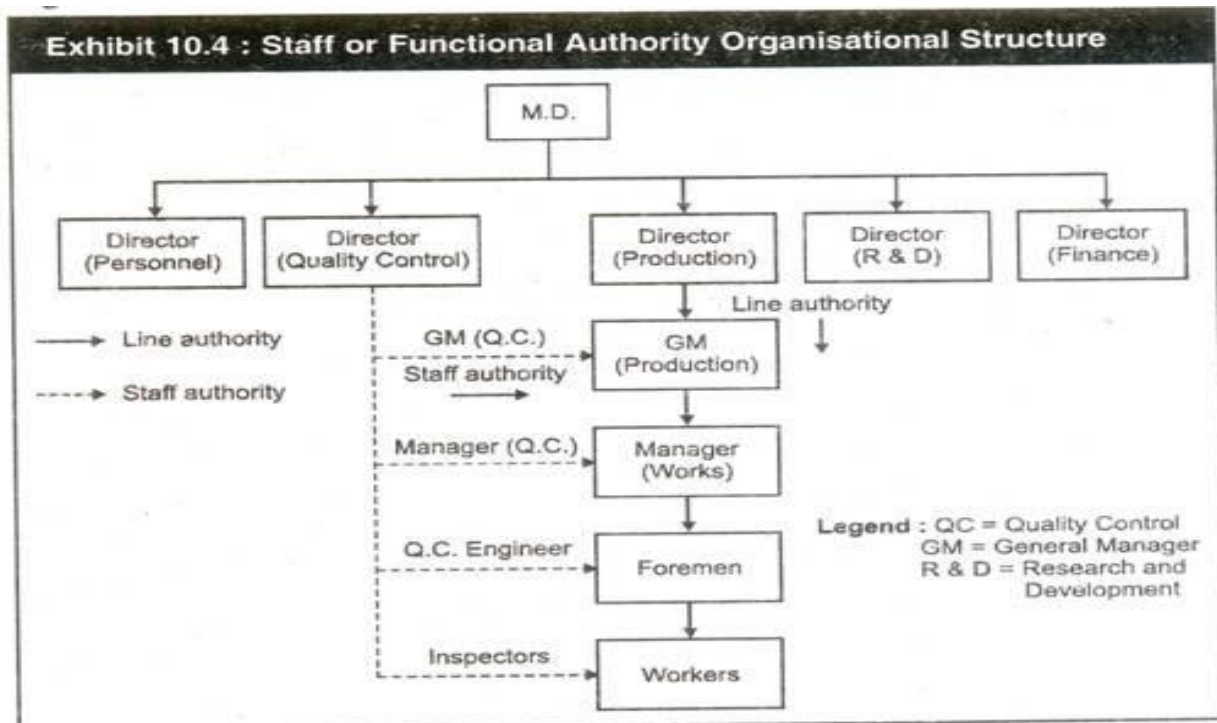 Exhibit 10.4 : Staff or Functional Authority Organisational Structure
M.D.
Director
(Personnel)
Director
(Quality Control)
Director
(Production)
Director
(R & D)
Director
(Finance)
Line authority
Line authority
Staff authority
GM (Q.C.)
Staff authority
GM
(Production)
Manager (Q.C.)
Manager
(Works)
Q.C. Engineer
Foremen
Inspectors
Workers
Legend : QC = Quality Control
GM = General Manager
R & D = Research and
Development